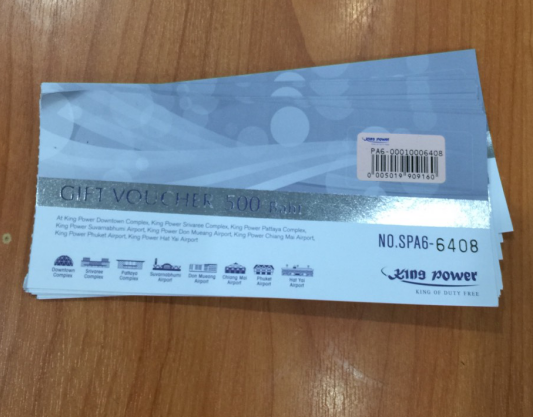 King Power
PA6-00010006408
0 005019 909160
GIFT VOUCHER 500 Baht
At King Power Downtown Complex, King Power Srivaree Complex, King Power Pattaya Complex,
King Power Suvarnabhumi Airport, King Power Don Mueang Airport, King Power Chiang Mai Airport,
King Power Phuket Airport, King Power Hat Yai Airport
NO.SPA6-6408
Downtown Complex
Srivaree Complex
Pattaya Complex
Suvarnabhumi Airport
Don Mueang Airport
Chiang Mai Airport
Phuket Airport
Hat Yai Airport
King Power
KING OF DUTY FREE